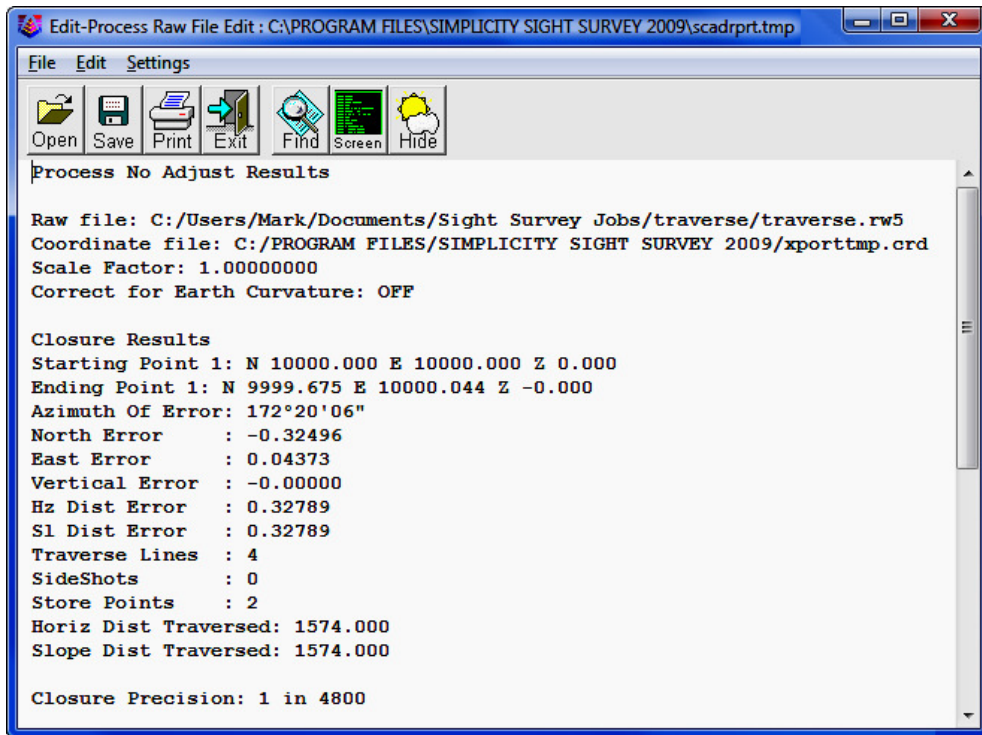 Edit-Process Raw File Edit : C:\PROGRAM FILES\SIMPLICITY SIGHT SURVEY 2009\scadrprt.tmp
File Edit Settings
Open Save Print Exit Find Screen Hide
Process No Adjust Results
Raw file: C:/Users/Mark/Documents/Sight Survey Jobs/traverse/traverse.rw5
Coordinate file: C:/PROGRAM FILES/SIMPLICITY SIGHT SURVEY 2009/xporttmp.crd
Scale Factor: 1.00000000
Correct for Earth Curvature: OFF
Closure Results
Starting Point 1: N 10000.000 E 10000.000 Z 0.000
Ending Point 1: N 9999.675 E 10000.044 Z -0.000
Azimuth Of Error: 172°20'06"
North Error : -0.32496
East Error : 0.04373
Vertical Error : -0.00000
Hz Dist Error : 0.32789
Sl Dist Error : 0.32789
Traverse Lines : 4
SideShots : 0
Store Points : 2
Horiz Dist Traversed: 1574.000
Slope Dist Traversed: 1574.000
Closure Precision: 1 in 4800